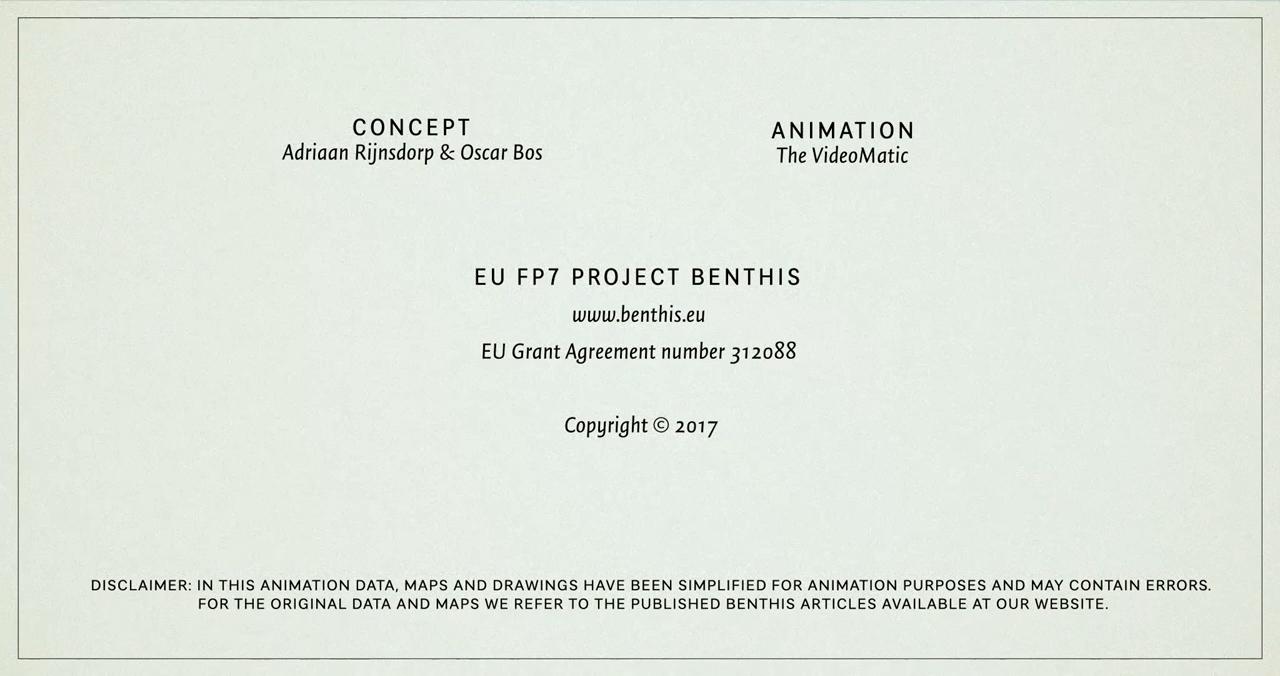 CONCEPT
Adriaan Rijnsdorp & Oscar Bos
ANIMATION
The VideoMatic
EU FP7 PROJECT BENTHIS
www.benthis.eu
EU Grant Agreement number 312088
Copyright © 2017
DISCLAIMER: IN THIS ANIMATION DATA, MAPS AND DRAWINGS HAVE BEEN SIMPLIFIED FOR ANIMATION PURPOSES AND MAY CONTAIN ERRORS.
FOR THE ORIGINAL DATA AND MAPS WE REFER TO THE PUBLISHED BENTHIS ARTICLES AVAILABLE AT OUR WEBSITE.